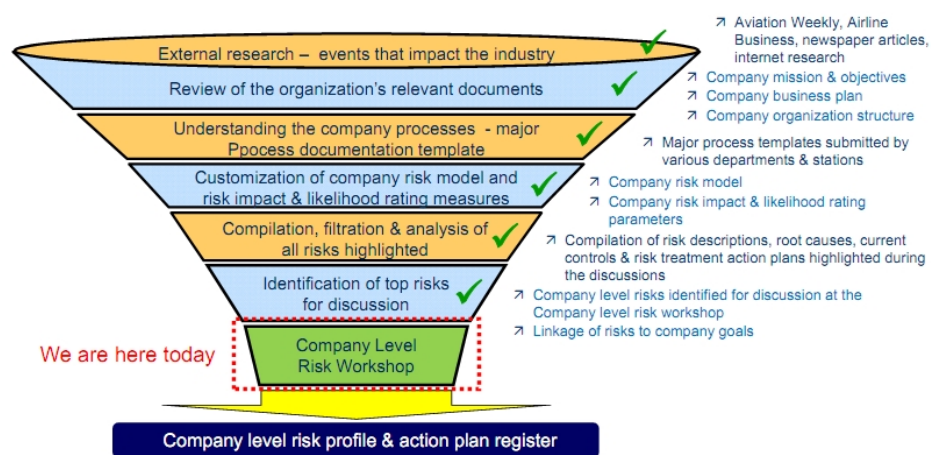 External research – events that impact the industry
Review of the organization's relevant documents
Understanding the company processes - major
Ppocess documentation template
Customization of company risk model and
risk impact & likelihood rating measures
Compilation, filtration & analysis of
all risks highlighted
Identification of top risks
for discussion
We are here today
Company Level
Risk Workshop
Company level risk profile & action plan register
Aviation Weekly, Airline
Business, newspaper articles,
internet research
Company mission & objectives
Company business plan
Company organization structure
Major process templates submitted by
various departments & stations
Company risk model
Company risk impact & likelihood rating
parameters
Compilation of risk descriptions, root causes, current
controls & risk treatment action plans highlighted during
the discussions
Company level risks identified for discussion at the
Company level risk workshop
Linkage of risks to company goals